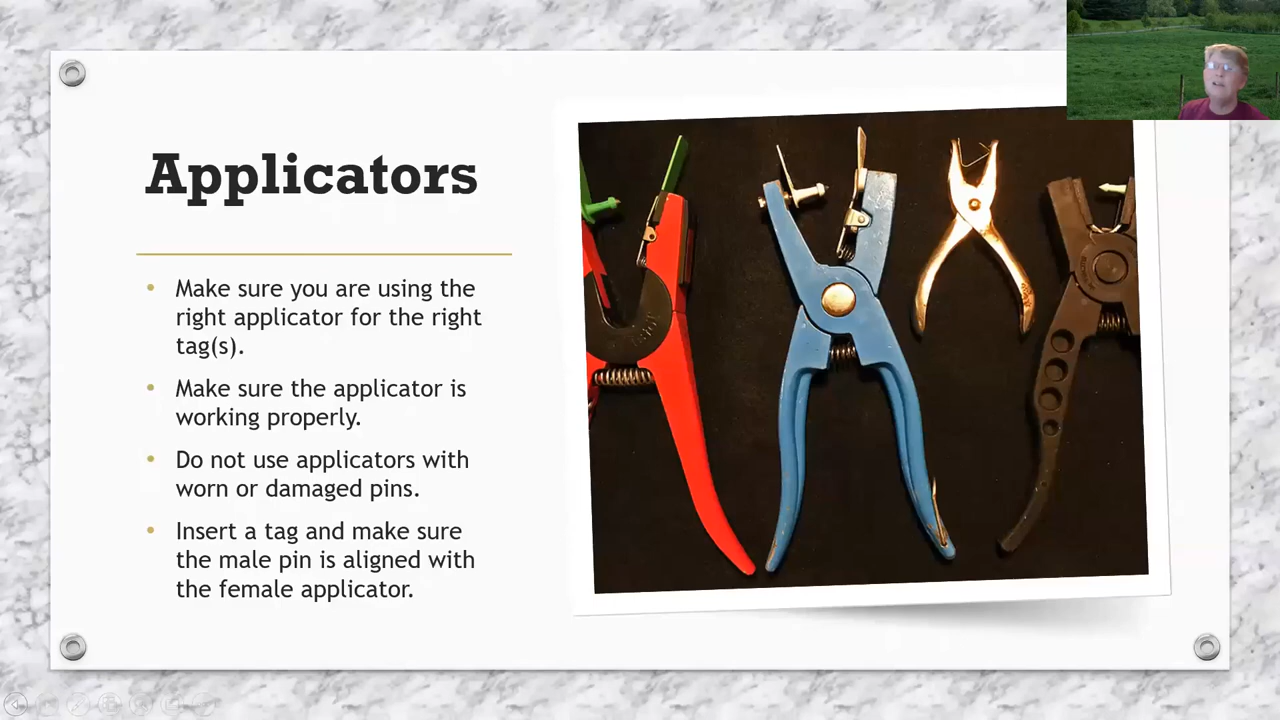 Applicators
Make sure you are using the
right applicator for the right
tag(s).
Make sure the applicator is
working properly.
Do not use applicators with
worn or damaged pins.
Insert a tag and make sure
the male pin is aligned with
the female applicator.